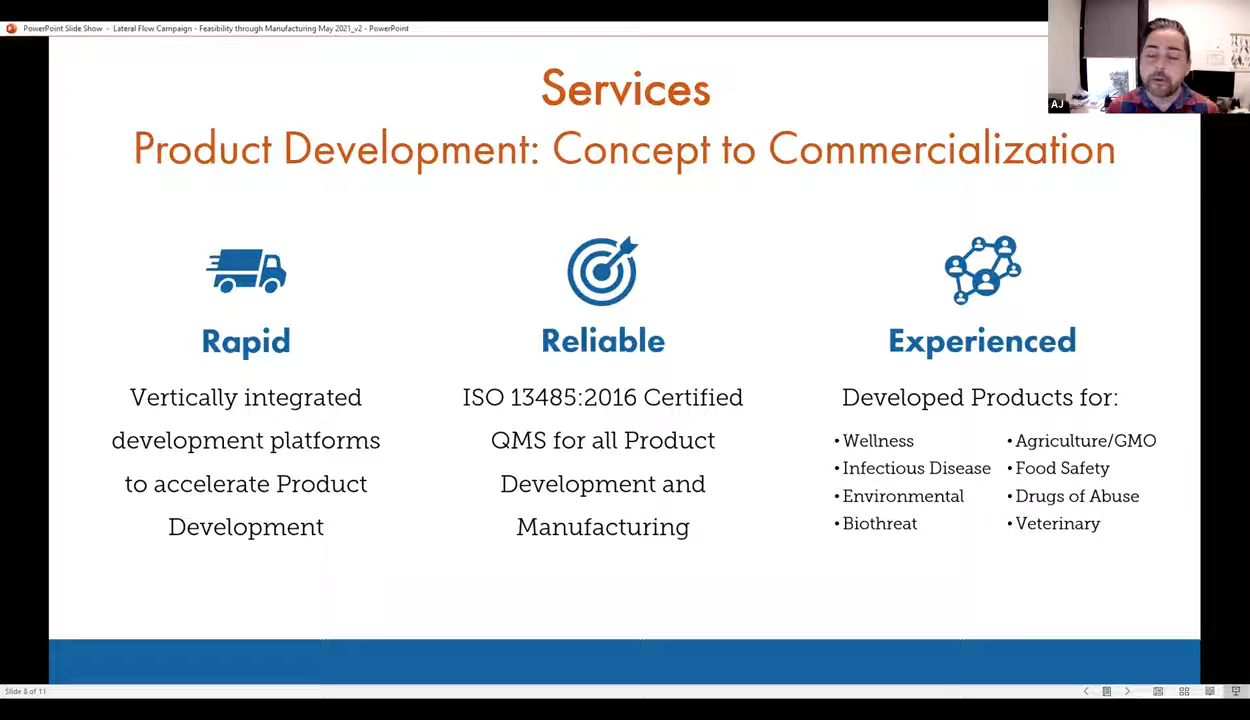 PowerPoint Slide Show - Lateral Flow Campaign - Feasibility through Manufacturing May 2021_v2 - PowerPoint
AJ
Services
Product Development: Concept to Commercialization
Rapid
Vertically integrated
development platforms
to accelerate Product
Development
Reliable
ISO 13485:2016 Certified
QMS for all Product
Development and
Manufacturing
Experienced
Developed Products for:
• Wellness
• Infectious Disease
• Environmental
• Biothreat
• Agriculture/GMO
• Food Safety
• Drugs of Abuse
• Veterinary
Slide 8 of 11